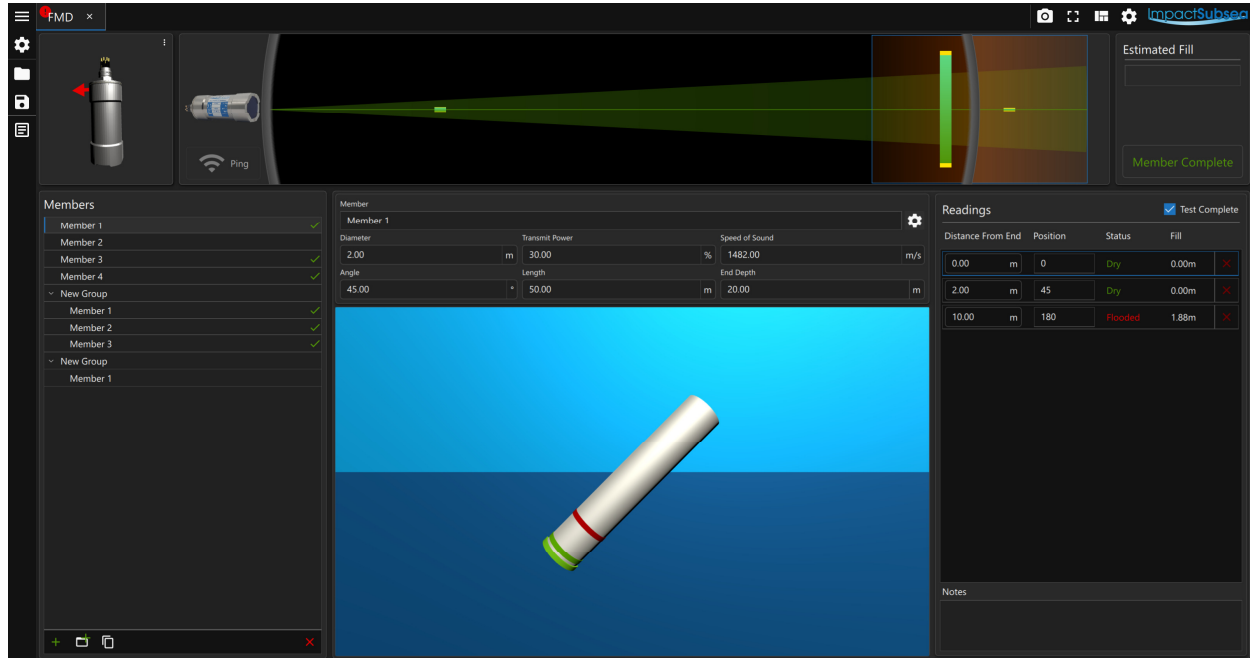 FMD ×
ImpactSubsea
Ping
Estimated Fill
Member Complete
Members
Member 1
Member 2
Member 3
Member 4
New Group
Member 1
Member 2
Member 3
New Group
Member 1
Member
Member 1
Diameter Transmit Power Speed of Sound
2.00 m 30.00 % 1482.00 m/s
Angle Length End Depth
45.00 ° 50.00 m 20.00 m
Readings Test Complete
Distance From End Position Status Fill
0.00 m 0 Dry 0.00m
2.00 m 45 Dry 0.00m
10.00 m 180 Flooded 1.88m
Notes